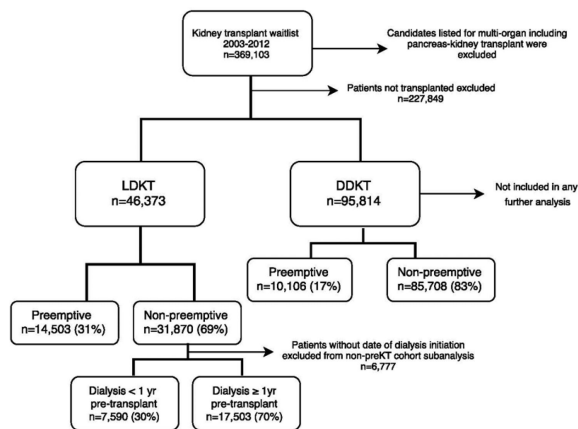 Kidney transplant waitlist
2003-2012
n=369,103
Candidates listed for multi-organ including
pancreas-kidney transplant were
excluded
Patients not transplanted excluded
n=227,849
LDKT
n=46,373
DDKT
n=95,814
Not included in any
further analysis
Preemptive
n=10,106 (17%)
Non-preemptive
n=85,708 (83%)
Preemptive
n=14,503 (31%)
Non-preemptive
n=31,870 (69%)
Patients without date of dialysis initiation
excluded from non-preKT cohort subanalysis
n=6,777
Dialysis < 1 yr
pre-transplant
n=7,590 (30%)
Dialysis ≥ 1yr
pre-transplant
n=17,503 (70%)